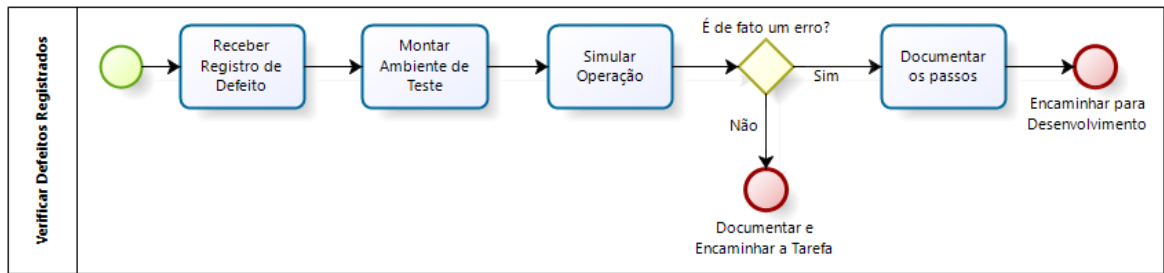 Verificar Defeitos Registrados
Receber
Registro de
Defeito
Montar
Ambiente de
Teste
Simular
Operação
É de fato um erro?
Sim
Não
Documentar
os passos
Encaminhar para
Desenvolvimento
Documentar e
Encaminhar a Tarefa